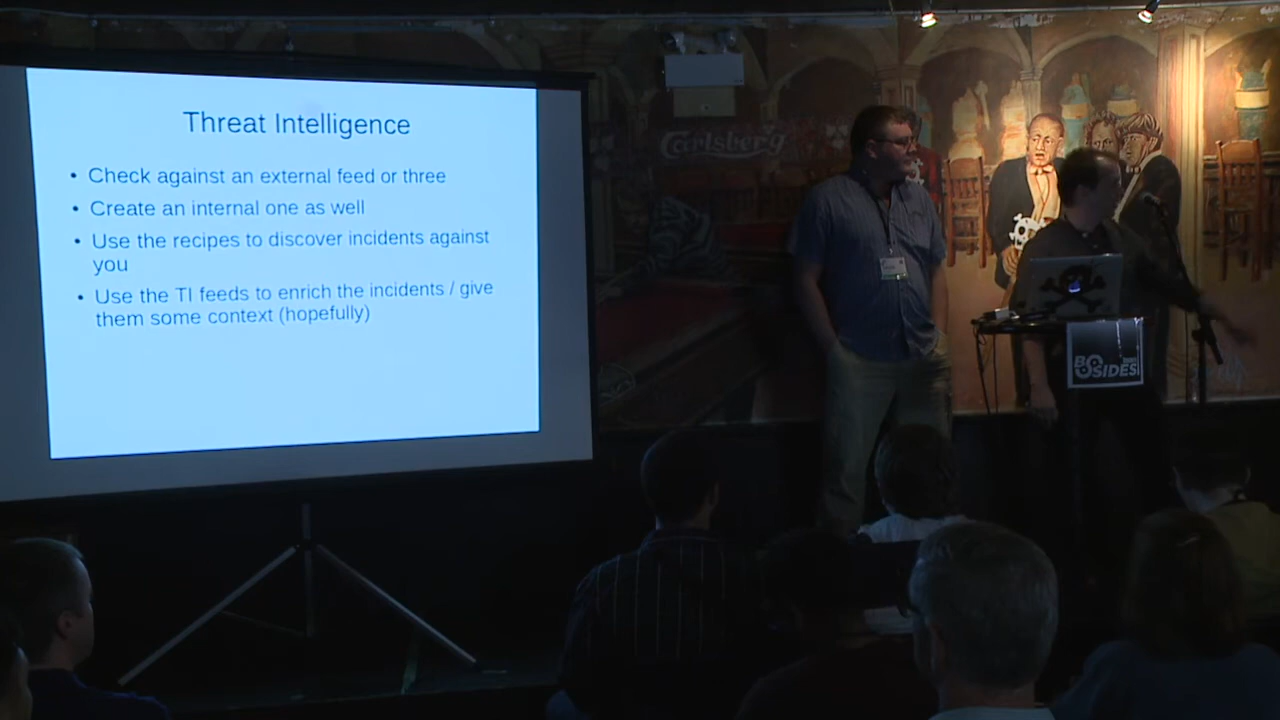 Threat Intelligence
• Check against an external feed or three
• Create an internal one as well
• Use the recipes to discover incidents against
you
• Use the TI feeds to enrich the incidents / give
them some context (hopefully)
Carlsberg
BSIDES